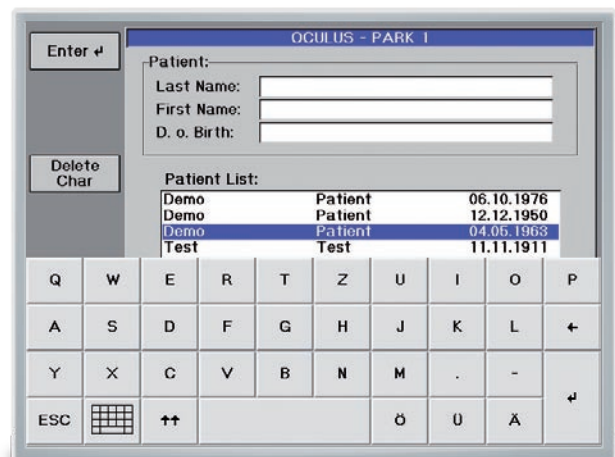 OCULUS - PARK 1
Enter ↵
Patient:
Last Name:
First Name:
D. o. Birth:
Delete
Char
Patient List:
Demo Patient 06.10.1976
Demo Patient 12.12.1950
Demo Patient 04.05.1963
Test Test 11.11.1911
Q W E R T Z U I O P
A S D F G H J K L ←
Y X C V B N M . - ↵
ESC ↑↑ Ö Ü Ä